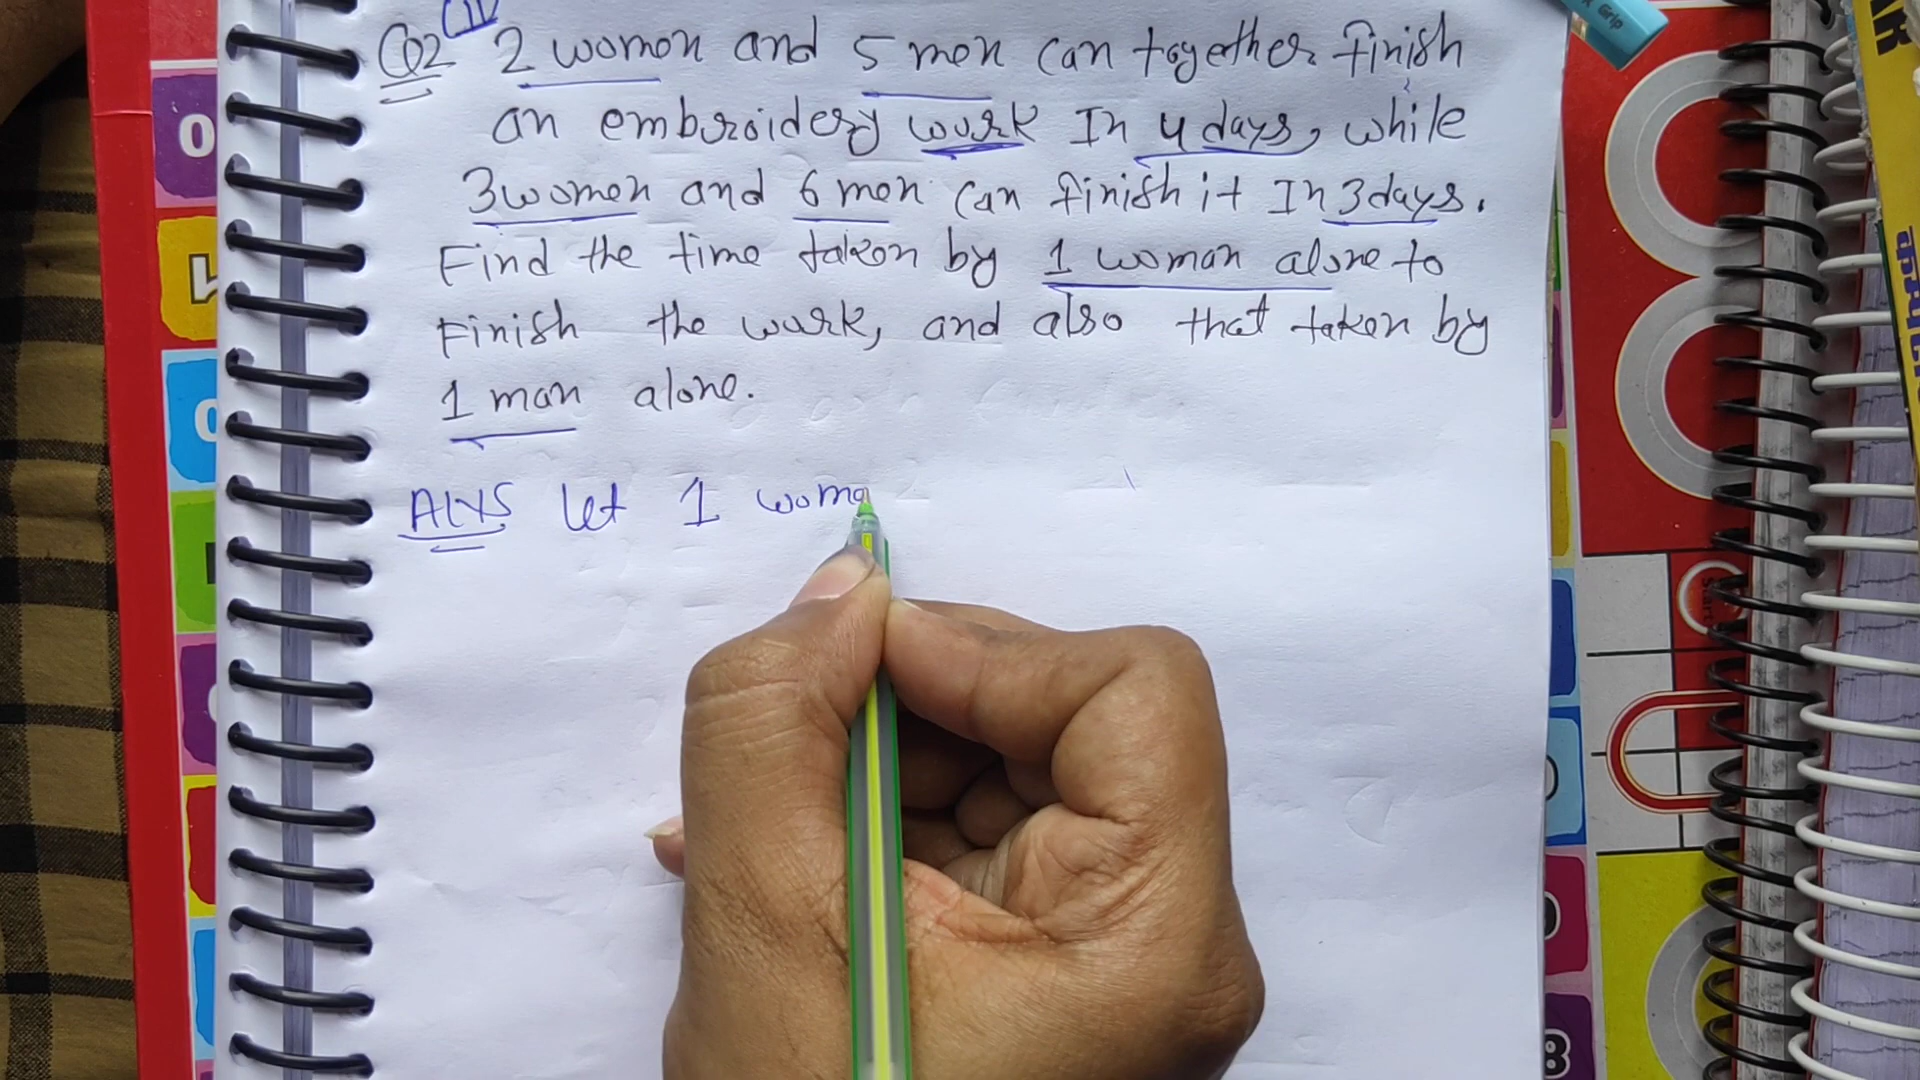 Q2 (ii) 2 women and 5 men can together finish
an embroidery work In 4 days, while
3 women and 6 men can finish it In 3 days.
Find the time taken by 1 woman alone to
Finish the work, and also that taken by
1 man alone.
ANS Let 1 woma
Grip